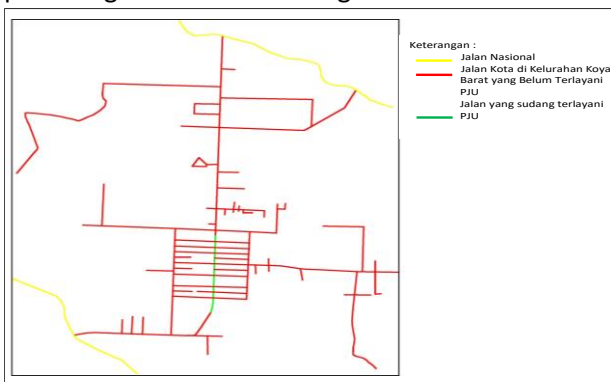 Keterangan :
Jalan Nasional
Jalan Kota di Kelurahan Koya
Barat yang Belum Terlayani
PJU
Jalan yang sudang terlayani
PJU